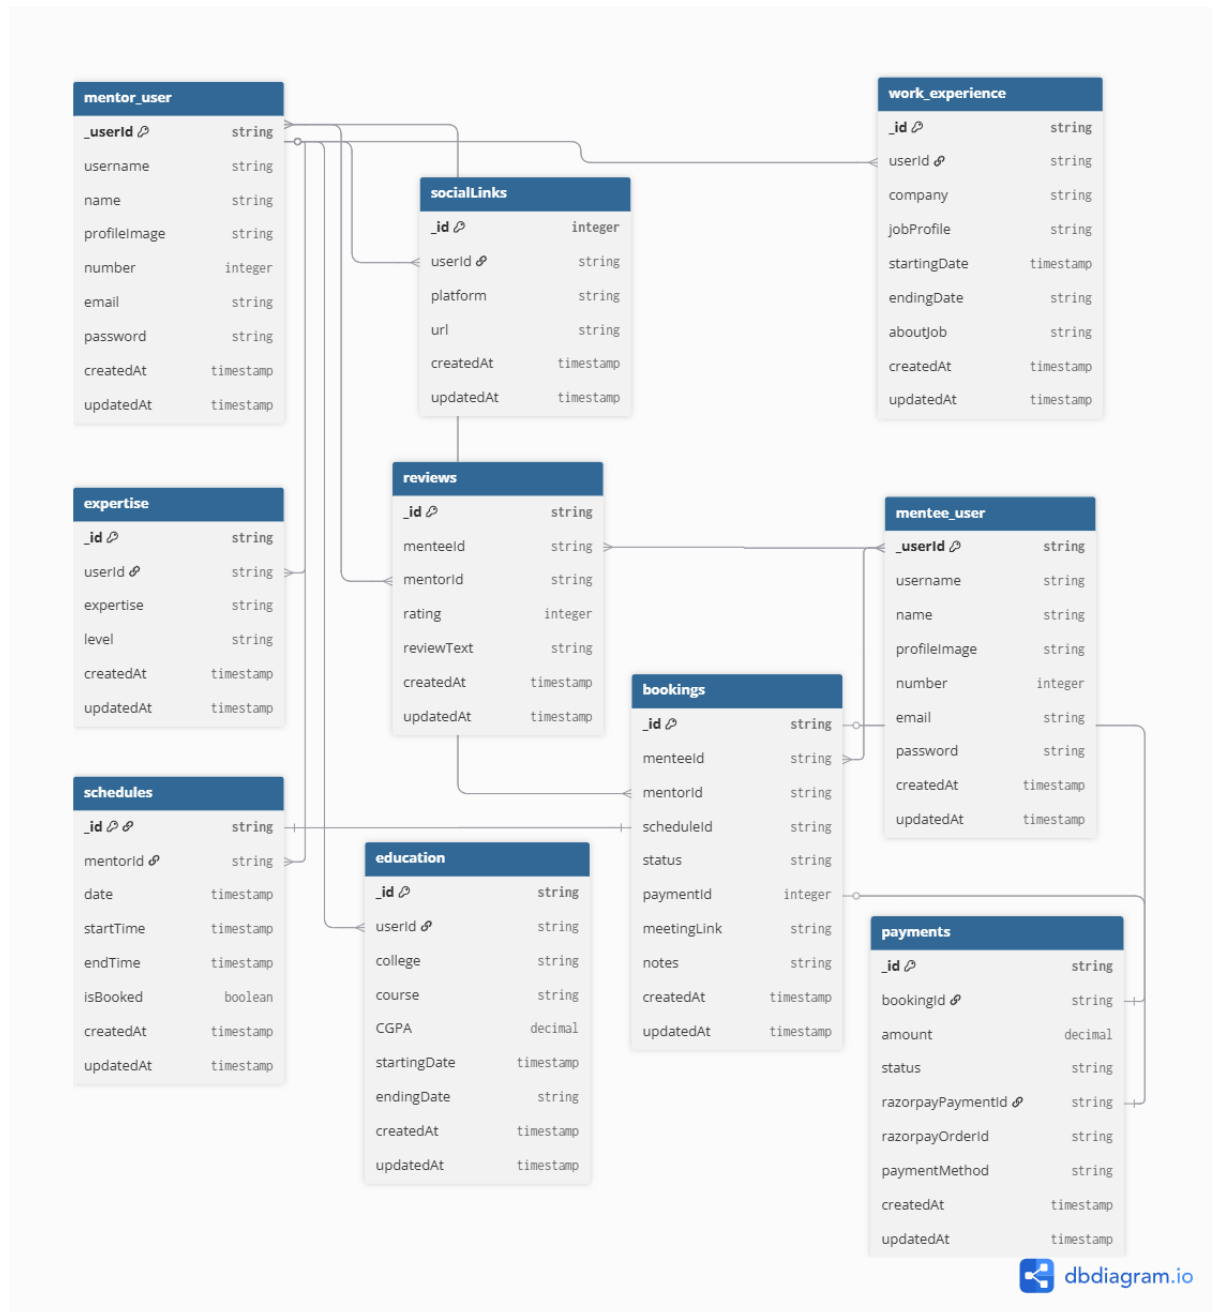 mentor_user
_userId string
username string
name string
profileImage string
number integer
email string
password string
createdAt timestamp
updatedAt timestamp
work_experience
_id string
userId string
company string
jobProfile string
startingDate timestamp
endingDate string
aboutJob string
createdAt timestamp
updatedAt timestamp
socialLinks
_id integer
userId string
platform string
url string
createdAt timestamp
updatedAt timestamp
expertise
_id string
userId string
expertise string
level string
createdAt timestamp
updatedAt timestamp
reviews
_id string
menteeId string
mentorId string
rating integer
reviewText string
createdAt timestamp
updatedAt timestamp
mentee_user
_userId string
username string
name string
profileImage string
number integer
email string
password string
createdAt timestamp
updatedAt timestamp
bookings
_id string
menteeId string
mentorId string
scheduleId string
status string
paymentId integer
meetingLink string
notes string
createdAt timestamp
updatedAt timestamp
schedules
_id string
mentorId string
date timestamp
startTime timestamp
endTime timestamp
isBooked boolean
createdAt timestamp
updatedAt timestamp
education
_id string
userId string
college string
course string
CGPA decimal
startingDate timestamp
endingDate string
createdAt timestamp
updatedAt timestamp
payments
_id string
bookingId string
amount decimal
status string
razorpayPaymentId string
razorpayOrderId string
paymentMethod string
createdAt timestamp
updatedAt timestamp
dbdiagram.io